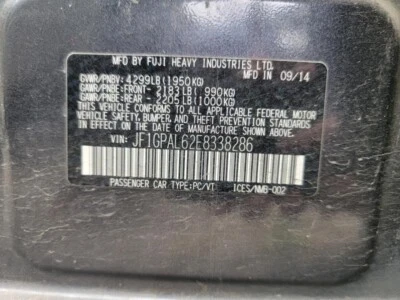 MFD BY FUJI HEAVY INDUSTRIES LTD.
MFD IN 09/14
GVWR/PNBV: 4299LB(1950KG)
GAWR/PNBE:FRONT- 2183LB( 990KG)
GAWR/PNBE:REAR - 2205LB(1000KG)
THIS VEHICLE CONFORMS TO ALL APPLICABLE FEDERAL MOTOR
VEHICLE SAFETY, BUMPER, AND THEFT PREVENTION STANDARDS
IN EFFECT ON THE DATE OF MANUFACTURE SHOWN ABOVE.
VIN: JF1GPAL62E8338286
PASSENGER CAR TYPE:PC/VT ICES/NMB-002